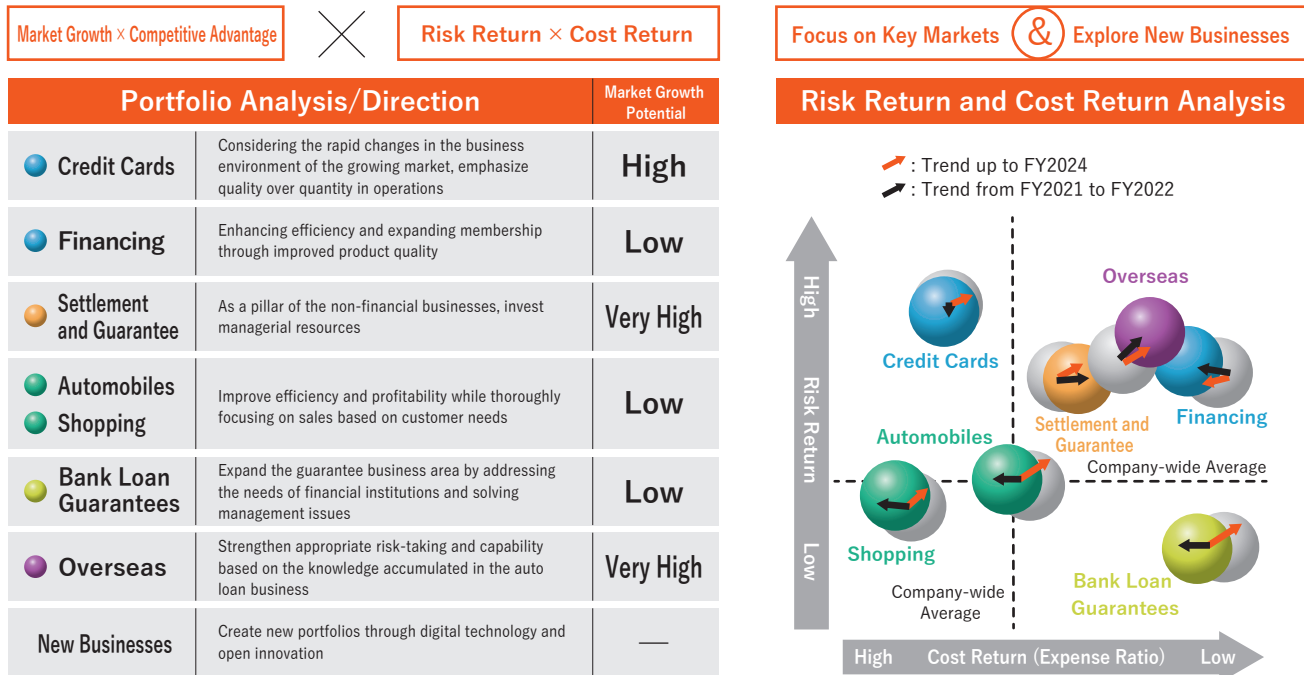 Market Growth × Competitive Advantage
Risk Return × Cost Return
Portfolio Analysis/Direction
Market Growth
Potential
Credit Cards
Considering the rapid changes in the business
environment of the growing market, emphasize
quality over quantity in operations
High
Financing
Enhancing efficiency and expanding membership
through improved product quality
Low
Settlement
and Guarantee
As a pillar of the non-financial businesses, invest
managerial resources
Very High
Automobiles
Shopping
Improve efficiency and profitability while thoroughly
focusing on sales based on customer needs
Low
Bank Loan
Guarantees
Expand the guarantee business area by addressing
the needs of financial institutions and solving
management issues
Low
Overseas
Strengthen appropriate risk-taking and capability
based on the knowledge accumulated in the auto
loan business
Very High
New Businesses
Create new portfolios through digital technology and
open innovation
—
Focus on Key Markets & Explore New Businesses
Risk Return and Cost Return Analysis
: Trend up to FY2024
: Trend from FY2021 to FY2022
High
Risk Return
Low
Overseas
Credit Cards
Settlement and
Guarantee
Financing
Automobiles
Company-wide Average
Shopping
Bank Loan
Guarantees
Company-wide
Average
High Cost Return (Expense Ratio) Low